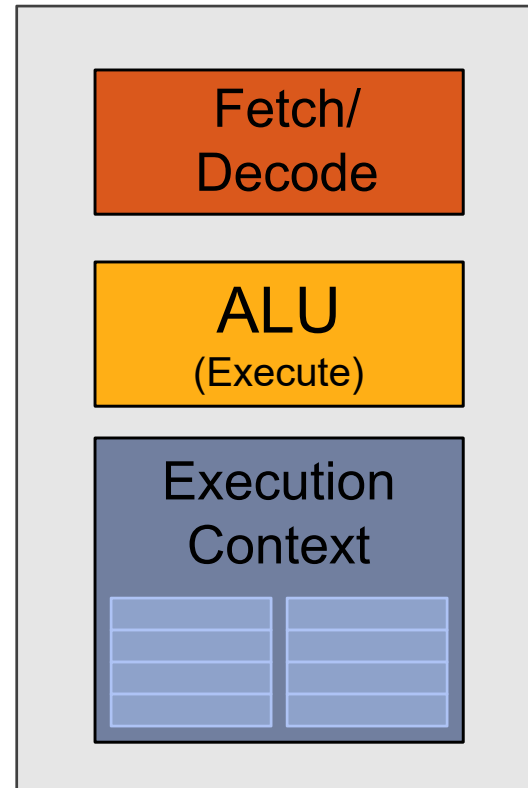 Fetch/
Decode
ALU
(Execute)
Execution
Context